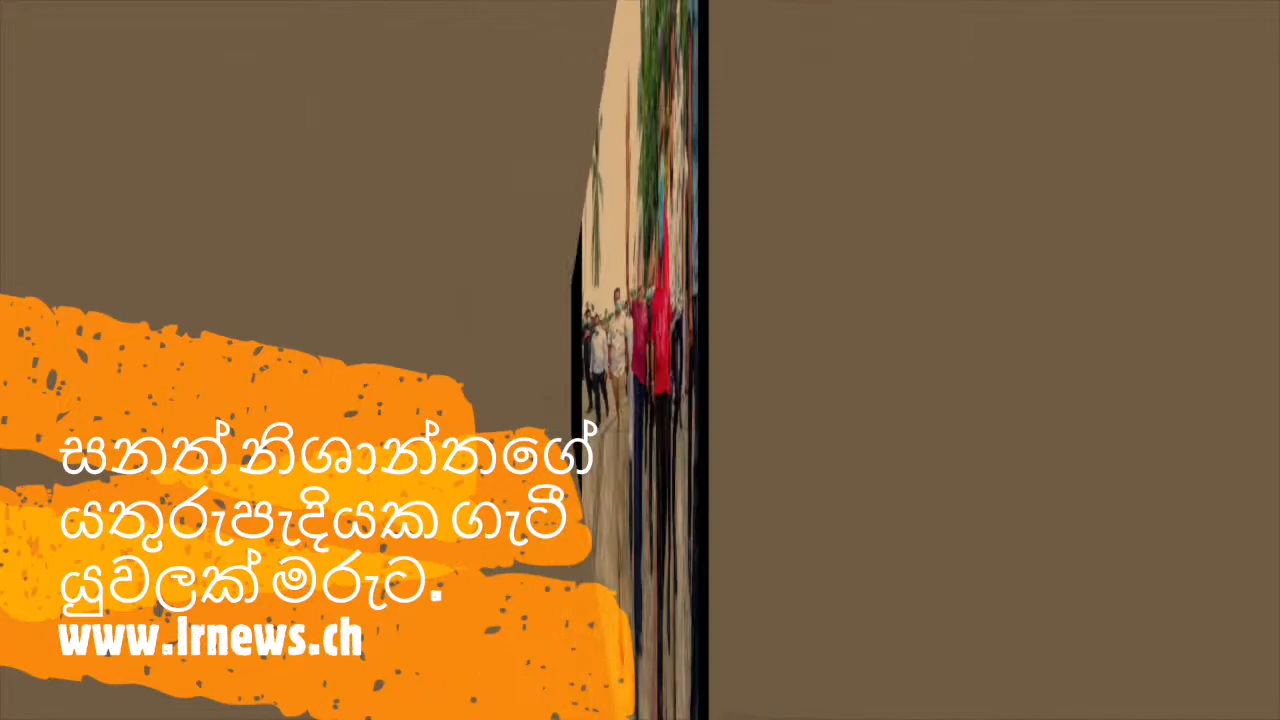 සනත් නිශාන්තගේ
යතුරුපැදියක ගැටී
යුවලක් මරුට.
www.lrnews.ch